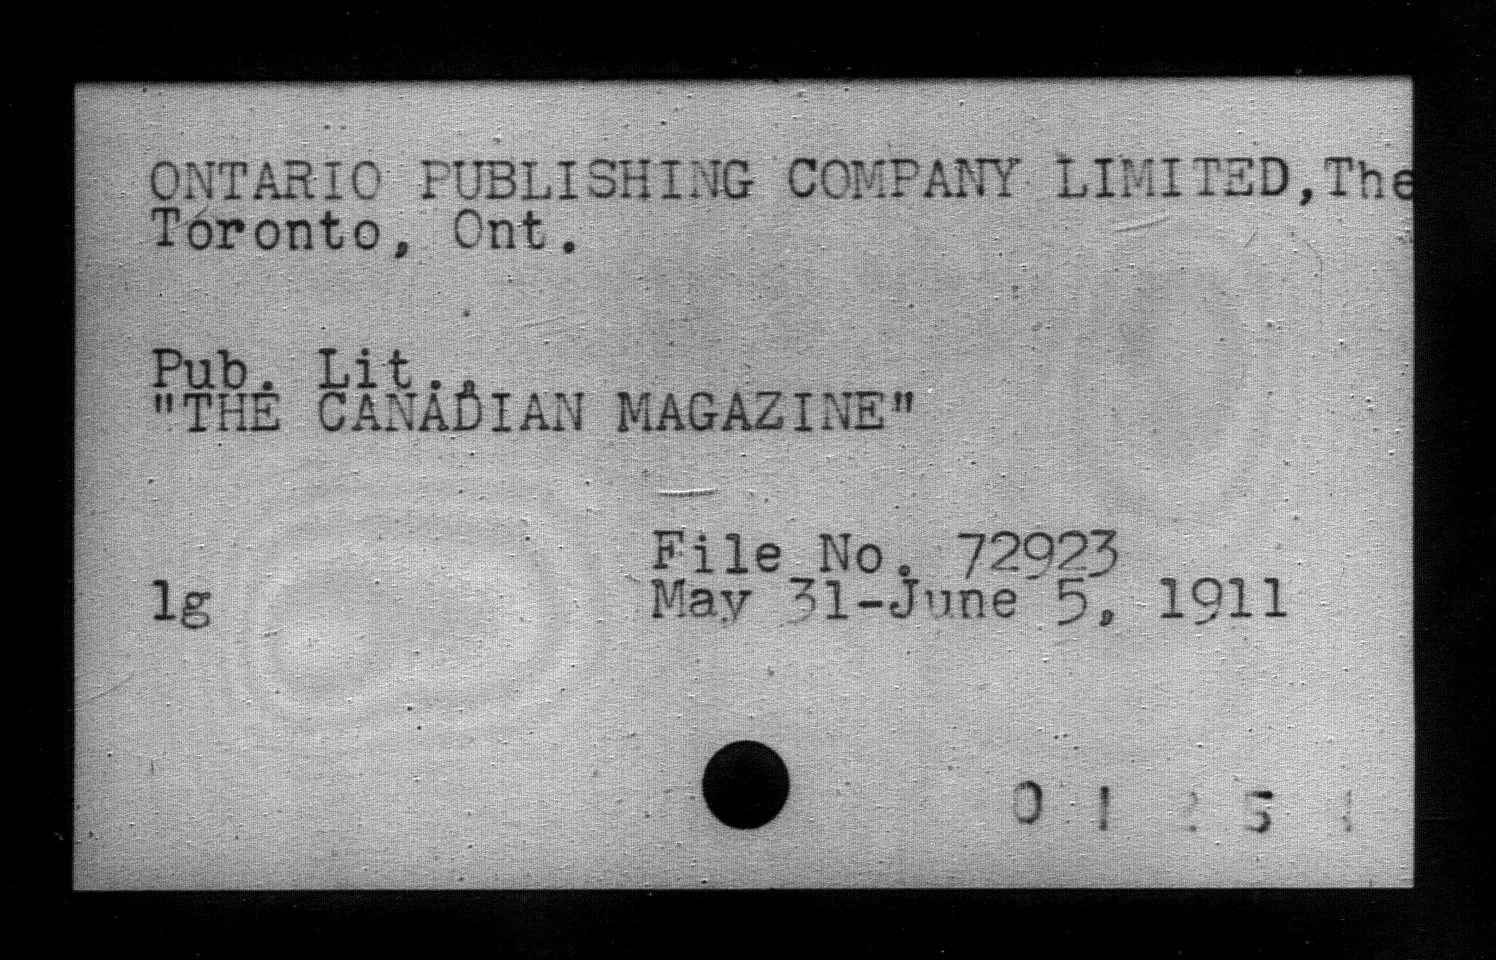 ONTARIO PUBLISHING COMPANY LIMITED,The
Toronto, Ont.
Pub. Lit.,
"THE CANADIAN MAGAZINE"
File No. 72923
lg May 31-June 5, 1911